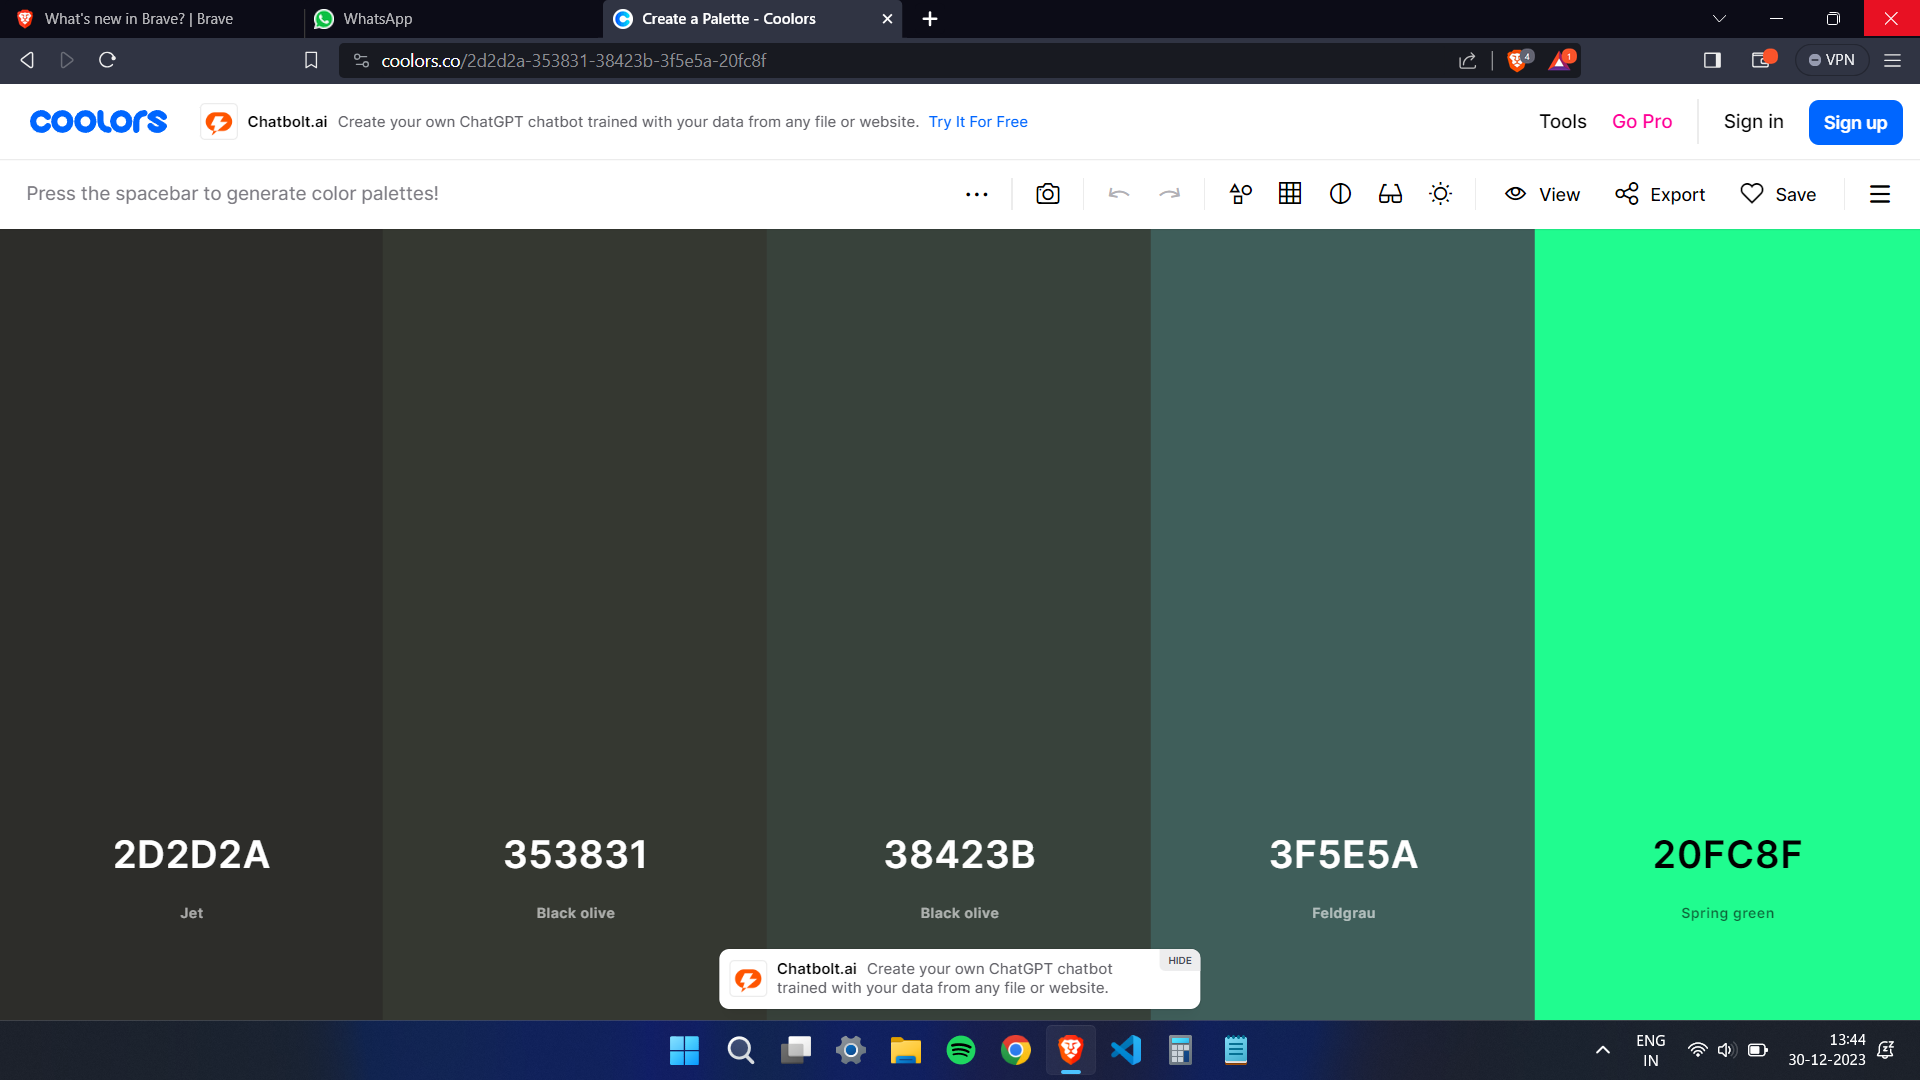 What's new in Brave? | Brave
WhatsApp
Create a Palette - Coolors
coolors.co/2d2d2a-353831-38423b-3f5e5a-20fc8f
4
1
VPN
coolors
Chatbolt.ai Create your own ChatGPT chatbot trained with your data from any file or website. Try It For Free
Tools
Go Pro
Sign in
Sign up
Press the spacebar to generate color palettes!
View
Export
Save
2D2D2A
Jet
353831
Black olive
38423B
Black olive
3F5E5A
Feldgrau
20FC8F
Spring green
Chatbolt.ai Create your own ChatGPT chatbot
trained with your data from any file or website.
HIDE
ENG
IN
13:44
30-12-2023